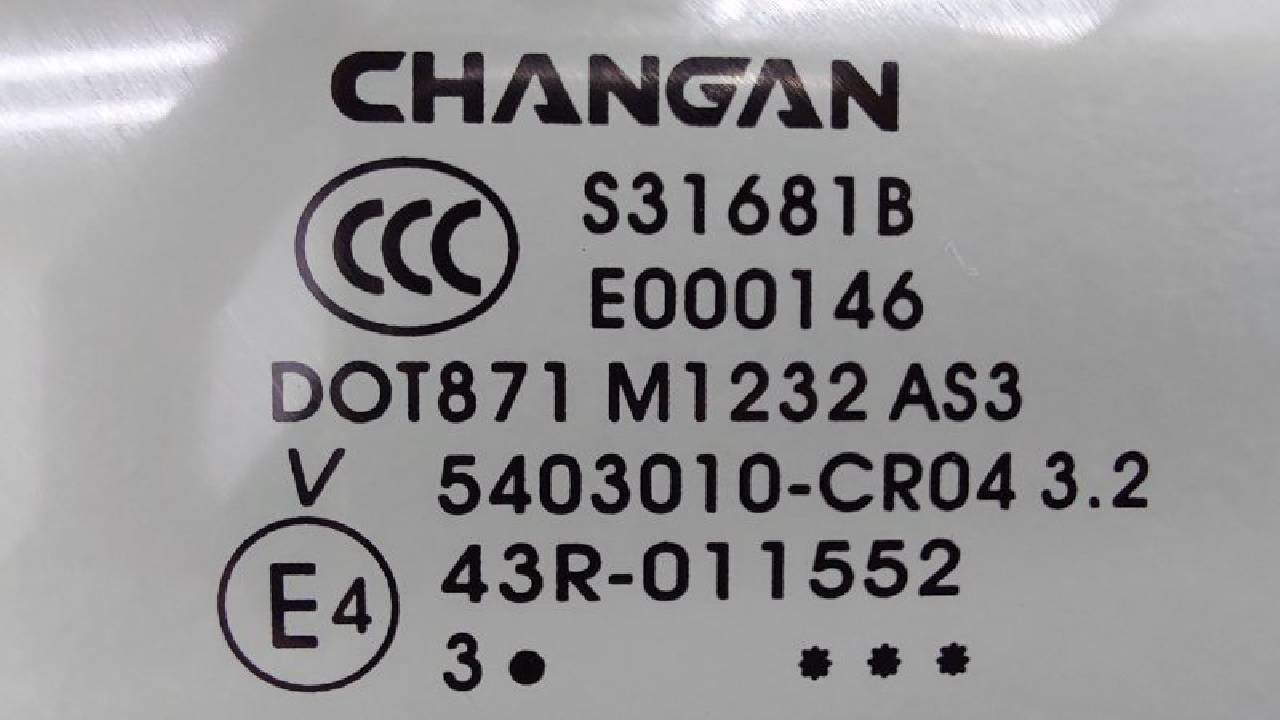 CHANGAN
CCC S31681B
E000146
DOT871 M1232 AS3
V 5403010-CR04 3.2
E4 43R-011552
3 ● ✱ ✱ ✱